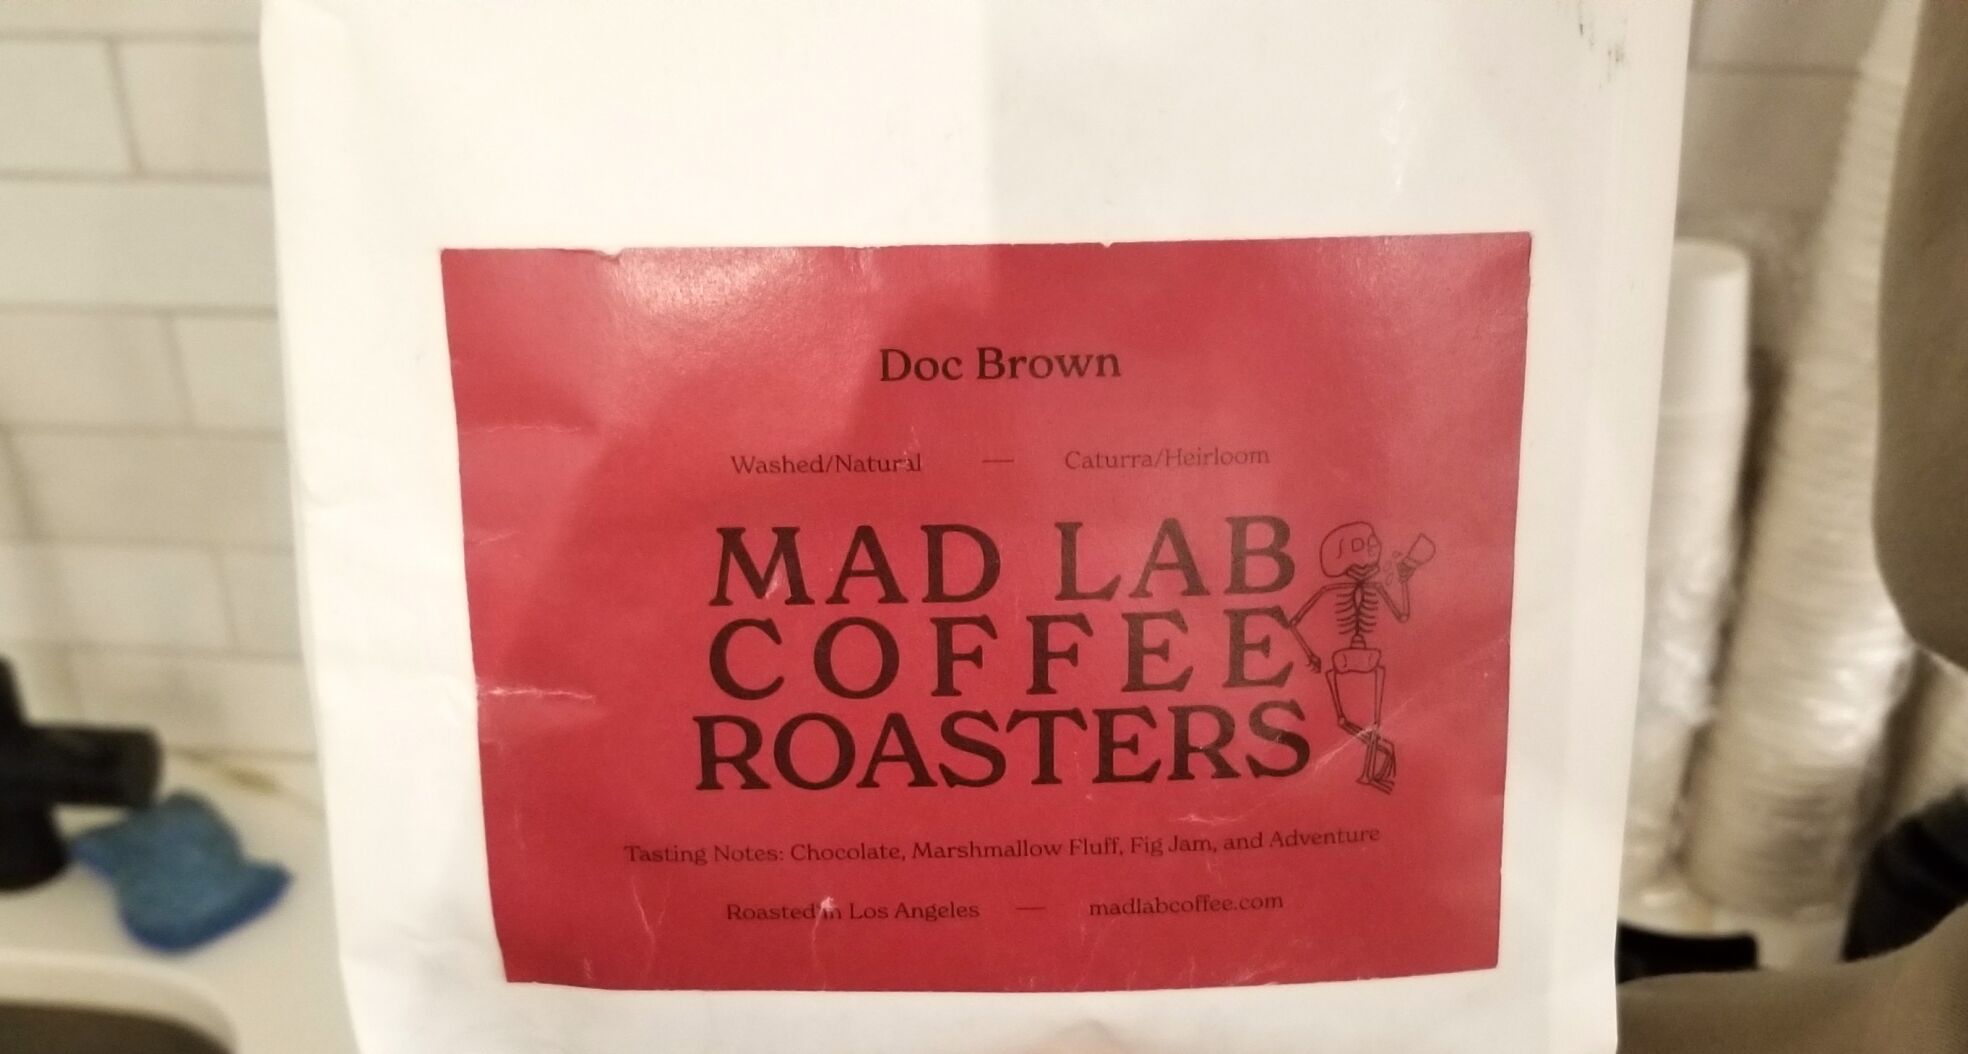 Doc Brown
Washed/Natural — Caturra/Heirloom
MAD LAB
COFFEE
ROASTERS
Tasting Notes: Chocolate, Marshmallow Fluff, Fig Jam, and Adventure
Roasted in Los Angeles — madlabcoffee.com